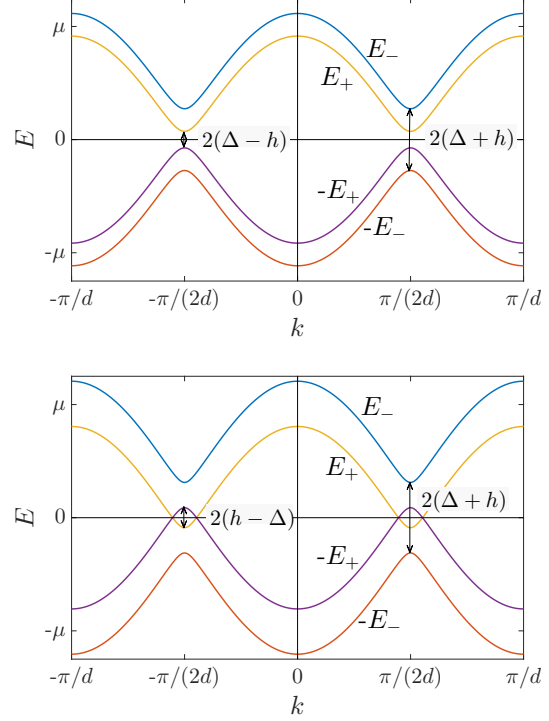 μ
E₋
E₊
E
0
2(Δ − h)
2(Δ + h)
-E₊
-E₋
-μ
-π/d
-π/(2d)
0
π/(2d)
π/d
k
μ
E₋
E₊
2(Δ + h)
E
0
2(h − Δ)
-E₊
-E₋
-μ
-π/d
-π/(2d)
0
π/(2d)
π/d
k